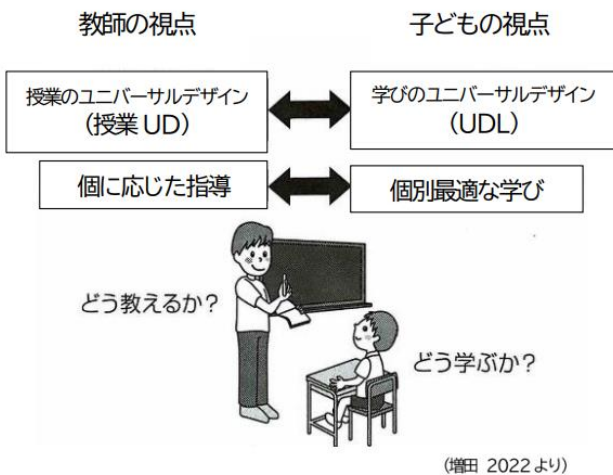 教師の視点
子どもの視点
授業のユニバーサルデザイン
（授業 UD）
学びのユニバーサルデザイン
（UDL）
個に応じた指導
個別最適な学び
どう教えるか？
どう学ぶか？
（増田 2022より）